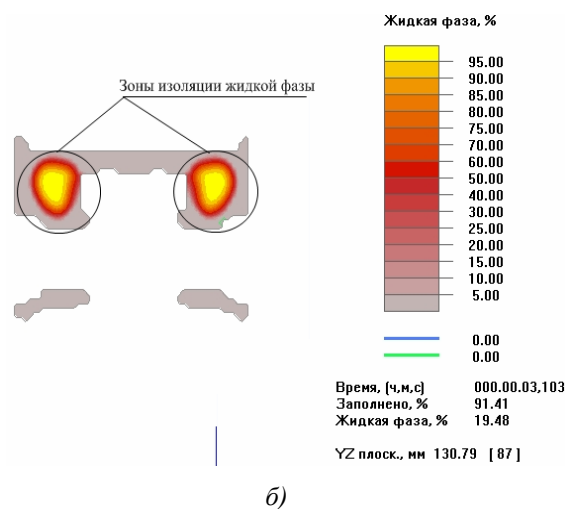 Жидкая фаза, %
Зоны изоляции жидкой фазы
95.00
90.00
85.00
80.00
75.00
70.00
60.00
50.00
40.00
30.00
25.00
20.00
15.00
10.00
5.00
0.00
0.00
Время, (ч,м,с) 000.00.03,103
Заполнено, % 91.41
Жидкая фаза, % 19.48
YZ плоск., мм 130.79 [ 87 ]
б)